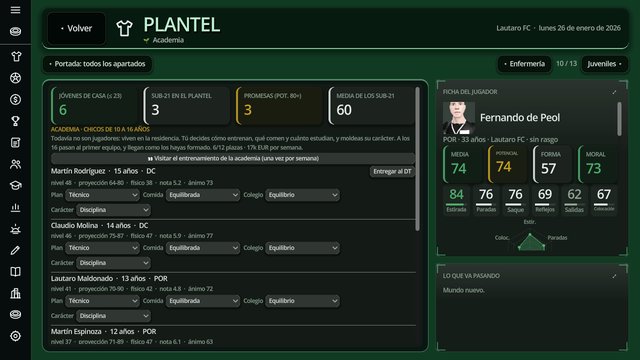 ‹ Volver
PLANTEL
Academia
Lautaro FC · lunes 26 de enero de 2026
‹ Portada: todos los apartados
‹ Enfermería
10 / 13
Juveniles ›
JÓVENES DE CASA (≤ 23)
6
SUB-21 EN EL PLANTEL
3
PROMESAS (POT. 80+)
3
MEDIA DE LOS SUB-21
60
ACADEMIA · CHICOS DE 10 A 16 AÑOS
Todavía no son jugadores: viven en la residencia. Tú decides cómo entrenan, qué comen y cuánto estudian, y moldeas su carácter. A los
16 pasan al primer equipo, y llegan como los hayas formado. 6/12 plazas · 17k EUR por semana.
Visitar el entrenamiento de la academia (una vez por semana)
Martín Rodríguez · 15 años · DC
Entregar al DT
nivel 48 · proyección 64-80 · físico 38 · nota 5.2 · ánimo 73
Plan Técnico Comida Equilibrada Colegio Equilibrio
Carácter Disciplina
Claudio Molina · 14 años · DC
nivel 46 · proyección 75-87 · físico 47 · nota 5.9 · ánimo 77
Plan Técnico Comida Equilibrada Colegio Equilibrio
Carácter Disciplina
Lautaro Maldonado · 13 años · POR
nivel 41 · proyección 70-90 · físico 42 · nota 4.8 · ánimo 72
Plan Técnico Comida Equilibrada Colegio Equilibrio
Carácter Disciplina
Martín Espinoza · 12 años · POR
nivel 37 · proyección 71-89 · físico 47 · nota 6.1 · ánimo 63
FICHA DEL JUGADOR
Fernando de Peol
POR · 33 años · Lautaro FC · sin rasgo
MEDIA
74
POTENCIAL
74
FORMA
57
MORAL
73
84
Estirada
76
Paradas
76
Saque
69
Reflejos
62
Salidas
67
Colocación
Estir.
Coloc.
Paradas
LO QUE VA PASANDO
Mundo nuevo.